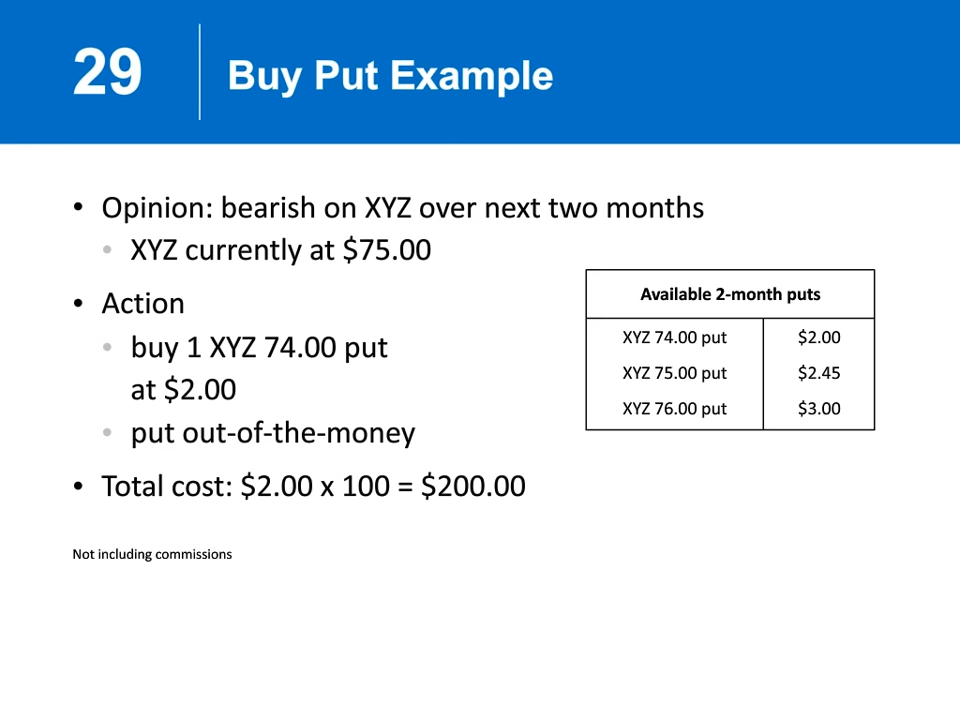 29
Buy Put Example
• Opinion: bearish on XYZ over next two months
• XYZ currently at $75.00
• Action
• buy 1 XYZ 74.00 put
at $2.00
• put out-of-the-money
• Total cost: $2.00 x 100 = $200.00
Available 2-month puts
XYZ 74.00 put $2.00
XYZ 75.00 put $2.45
XYZ 76.00 put $3.00
Not including commissions